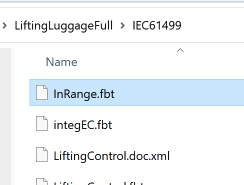 LiftingLuggageFull > IEC61499
Name
InRange.fbt
integEC.fbt
LiftingControl.doc.xml